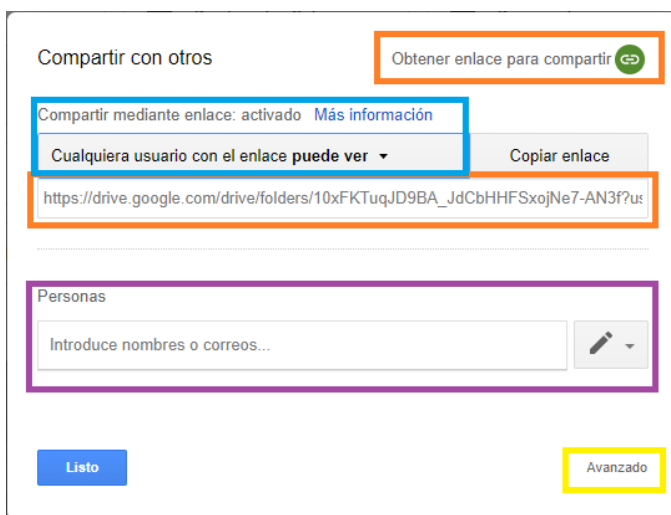 Compartir con otros
Obtener enlace para compartir
Compartir mediante enlace: activado Más información
Cualquiera usuario con el enlace puede ver
Copiar enlace
https://drive.google.com/drive/folders/10xFKTuqJD9BA_JdCbHHFSxojNe7-AN3f?us
Personas
Introduce nombres o correos...
Listo
Avanzado